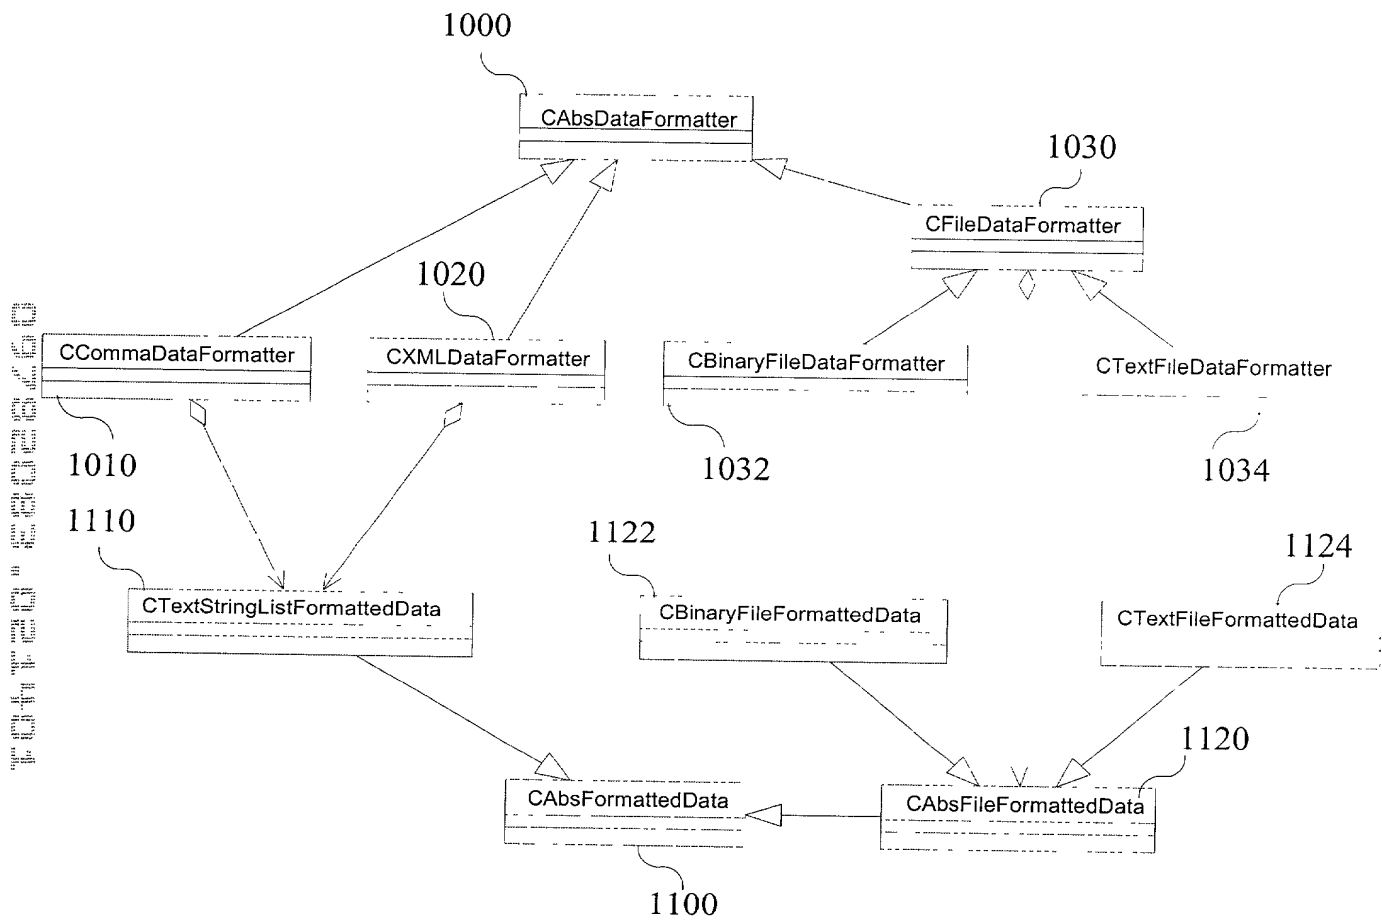 1000
CAbsDataFormatter
1030
CFileDataFormatter
1020
CCommaDataFormatter
CXMLDataFormatter
CBinaryFileDataFormatter
CTextFileDataFormatter
1010
1032
1034
1110
1122
1124
CTextStringListFormattedData
CBinaryFileFormattedData
CTextFileFormattedData
1120
CAbsFormattedData
CAbsFileFormattedData
1100